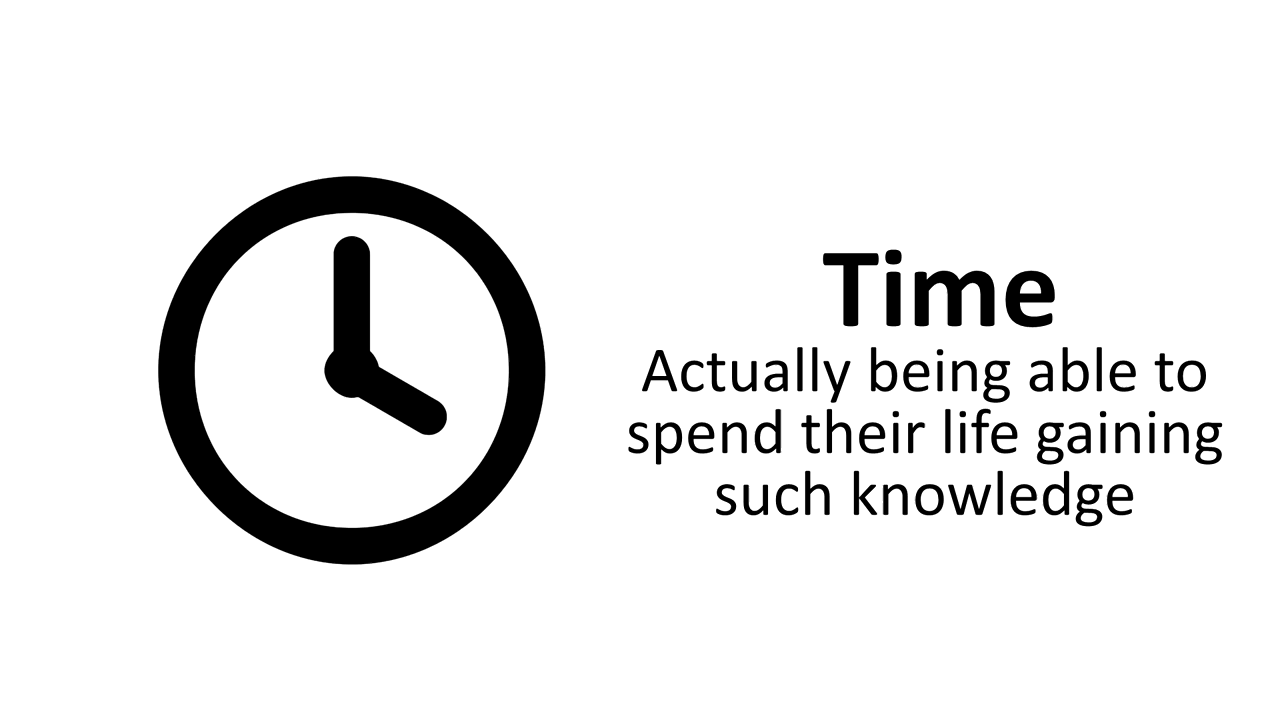 Time
Actually being able to
spend their life gaining
such knowledge